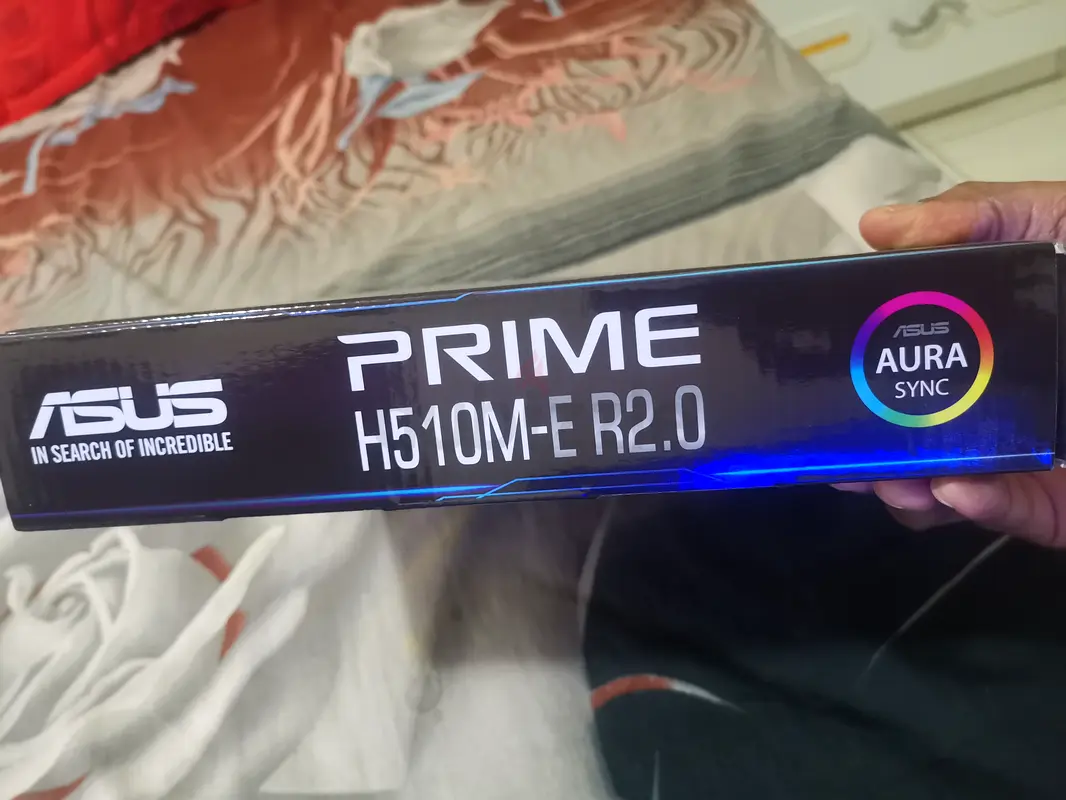 ASUS
IN SEARCH OF INCREDIBLE
PRIME
H510M-E R2.0
ASUS
AURA
SYNC